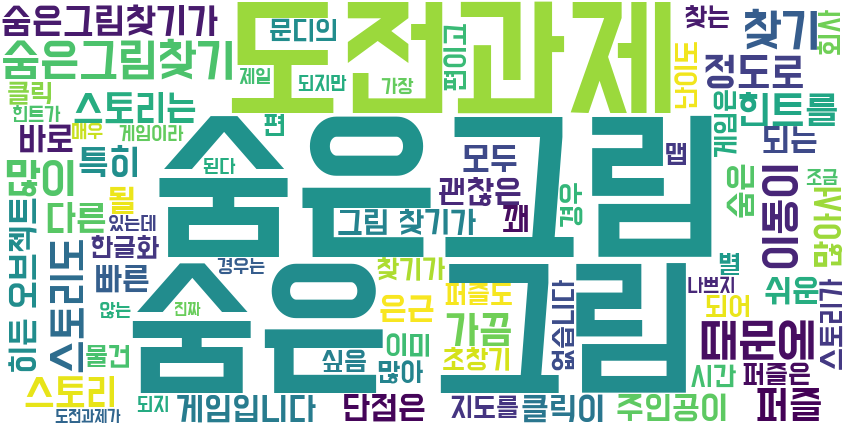 숨은그림찾기가
문디의
도전과제
편이고
찾는
찾기
회사
숨은그림찾기
제일
되지만
가장
난이도
정도로
클릭
힌트가
스토리는
편
게임은
힌트를
바로
매우
게임이라
숨은그림
되는
많이
특히
된다
모두
맵
숨은
이동이
조금
다른
될
괜찮은
경아
있는데
그림 찾기가
꽤
히든 오브젝트
스토리도
한글화
경우는
빠른
숨은그림
찾기가
없습니다
별
나쁘지
쉬운
않는
진짜
은근
퍼즐도
되어
스토리가
물건
가끔
때문에
싶음
이미
초창기
많아
시간
퍼즐은
스토리
되지
게임입니다
단점은
지도를
클릭이
주인공이
퍼즐
도전과제가